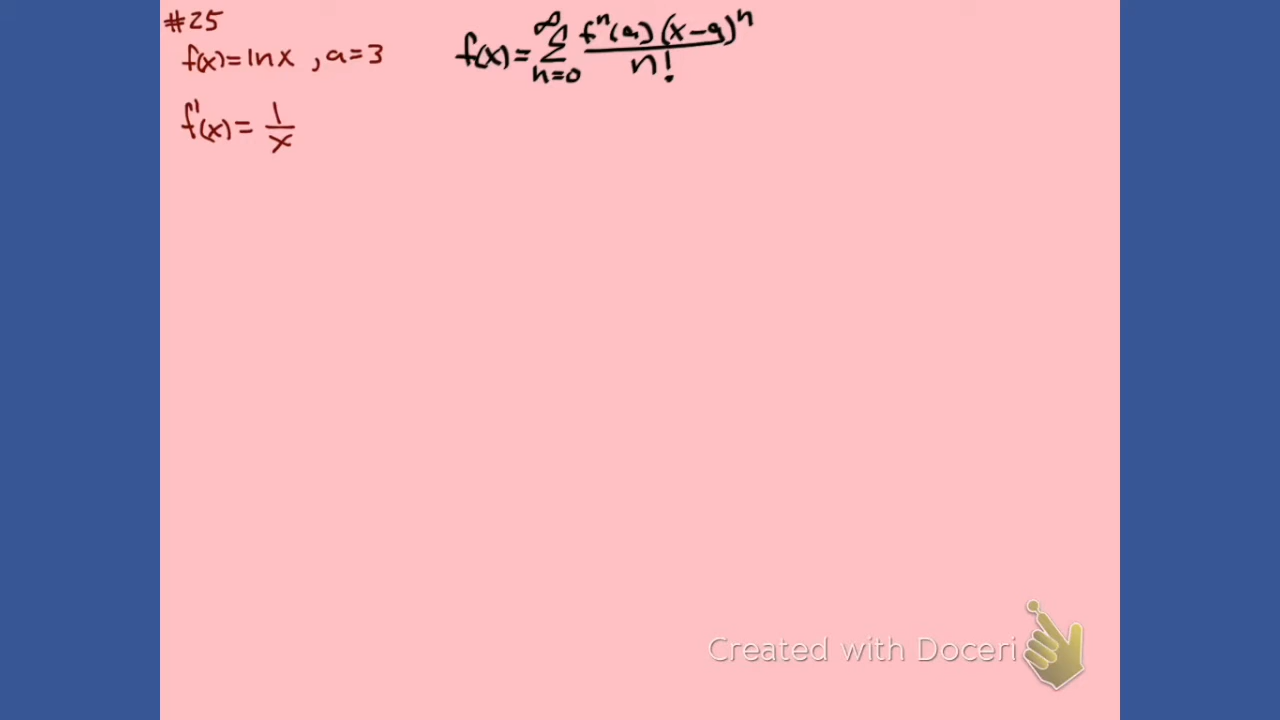 #25
f(x) = ln x , a = 3
f(x) = ∞ Σ n=0 fⁿ(a) (x-a)ⁿ / n!
f'(x) = 1/x
Created with Doceri